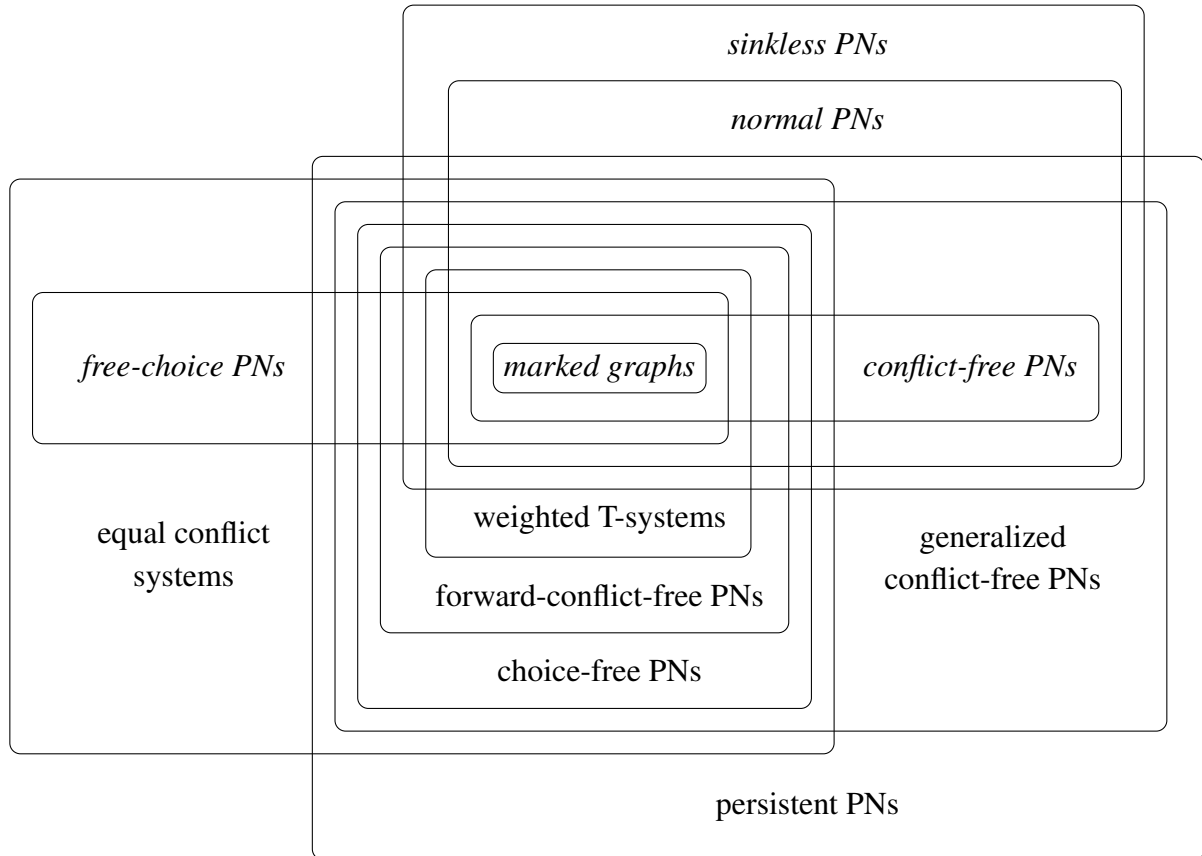 sinkless PNs
normal PNs
free-choice PNs
marked graphs
conflict-free PNs
weighted T-systems
equal conflict
systems
generalized
conflict-free PNs
forward-conflict-free PNs
choice-free PNs
persistent PNs